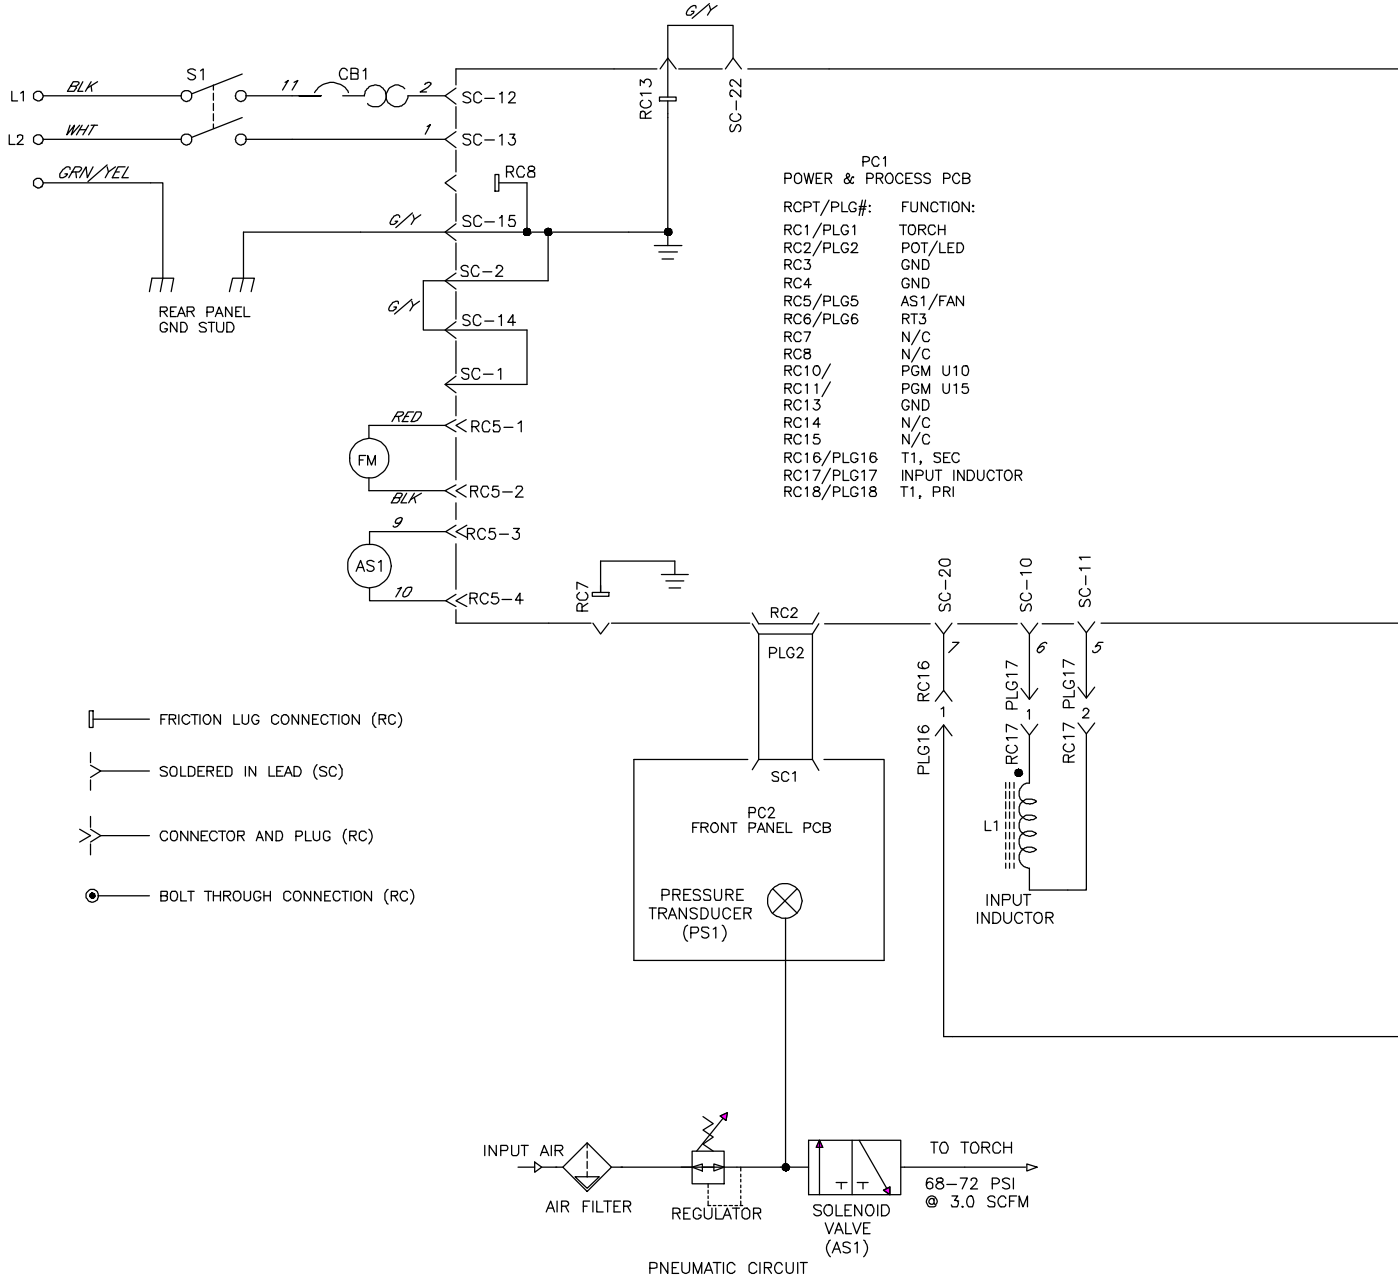 G/Y
L1 BLK S1 11 CB1 2 SC-12
L2 WHT 1 SC-13
GRN/YEL
RC13
SC-22
RC8
G/Y SC-15
SC-2
G/Y
SC-14
SC-1
REAR PANEL
GND STUD
RED RC5-1
FM
BLK RC5-2
9 RC5-3
AS1
10 RC5-4
PC1
POWER & PROCESS PCB
RCPT/PLG#: FUNCTION:
RC1/PLG1 TORCH
RC2/PLG2 POT/LED
RC3 GND
RC4 GND
RC5/PLG5 AS1/FAN
RC6/PLG6 RT3
RC7 N/C
RC8 N/C
RC10/ PGM U10
RC11/ PGM U15
RC13 GND
RC14 N/C
RC15 N/C
RC16/PLG16 T1, SEC
RC17/PLG17 INPUT INDUCTOR
RC18/PLG18 T1, PRI
RC7
RC2
PLG2
SC-20
SC-10
SC-11
7
6
5
RC16
PLG17
PLG17
1
1
2
PLG16
RC17
RC17
L1
INPUT
INDUCTOR
FRICTION LUG CONNECTION (RC)
SOLDERED IN LEAD (SC)
CONNECTOR AND PLUG (RC)
BOLT THROUGH CONNECTION (RC)
SC1
PC2
FRONT PANEL PCB
PRESSURE
TRANSDUCER
(PS1)
INPUT AIR
AIR FILTER
REGULATOR
SOLENOID
VALVE
(AS1)
TO TORCH
68-72 PSI
@ 3.0 SCFM
PNEUMATIC CIRCUIT